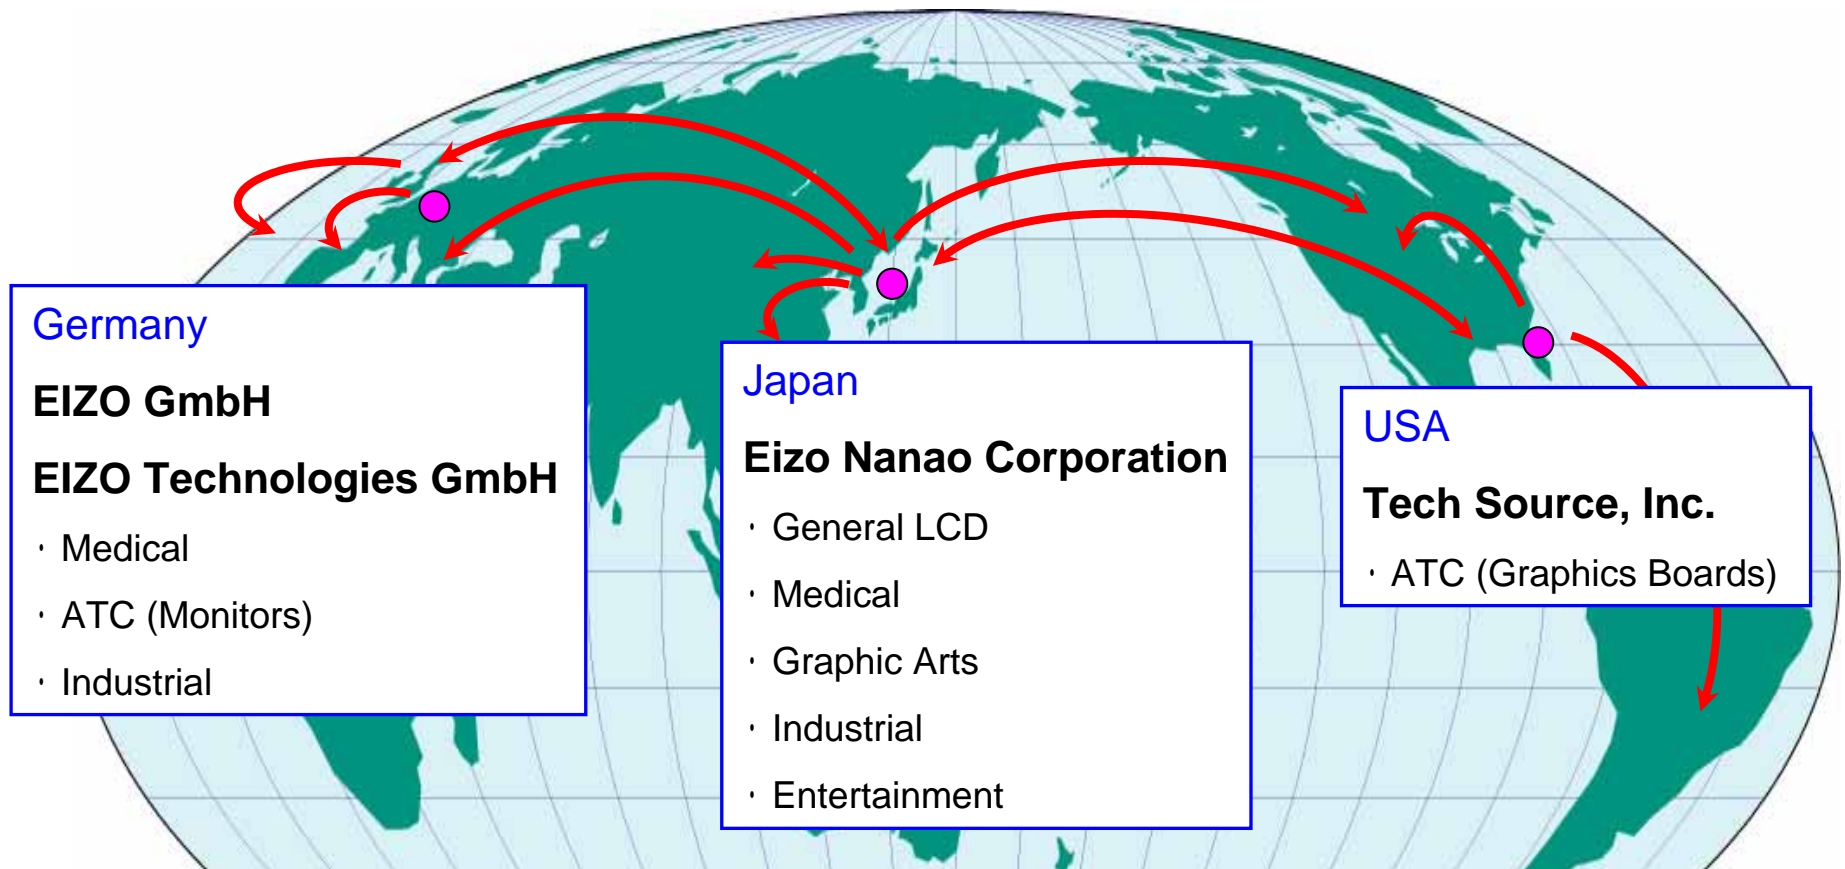 Germany
EIZO GmbH
EIZO Technologies GmbH
・Medical
・ATC (Monitors)
・Industrial
Japan
Eizo Nanao Corporation
・General LCD
・Medical
・Graphic Arts
・Industrial
・Entertainment
USA
Tech Source, Inc.
・ATC (Graphics Boards)